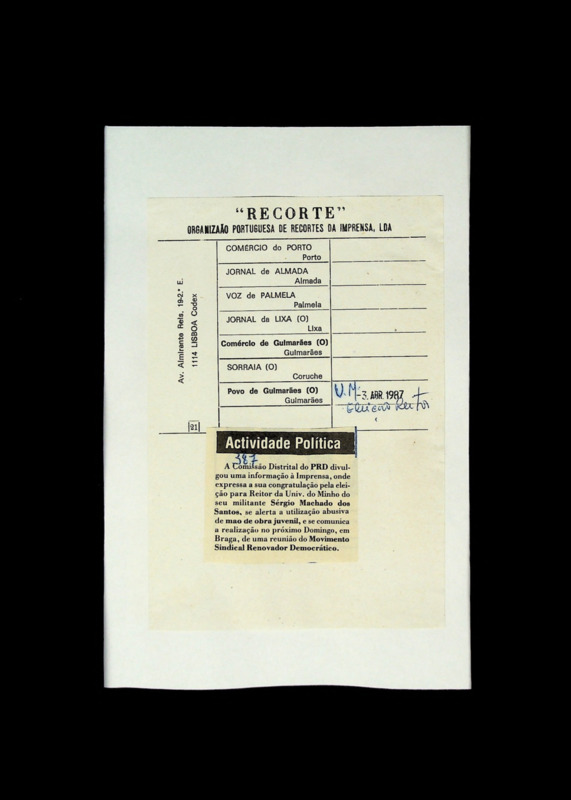 "RECORTE"
ORGANIZAÃO PORTUGUESA DE RECORTES DA IMPRENSA, LDA
Av. Almirante Reis, 19-2.° E.
1114 LISBOA Codex
COMÉRCIO do PORTO
Porto
JORNAL de ALMADA
Almada
VOZ de PALMELA
Palmela
JORNAL da LIXA (O)
Lixa
Comércio de Guimarães (O)
Guimarães
SORRAIA (O)
Coruche
Povo de Guimarães (O)
Guimarães
U.M. -3. ABR. 1987
Eleição Reitor
91
Actividade Política
387
A Comissão Distrital do PRD divul-
gou uma informação à Imprensa, onde
expressa a sua congratulação pela elei-
ção para Reitor da Univ. do Minho do
seu militante Sérgio Machado dos
Santos, se alerta a utilização abusiva
de mao de obra juvenil, e se comunica
a realização no próximo Domingo, em
Braga, de uma reunião do Movimento
Sindical Renovador Democrático.